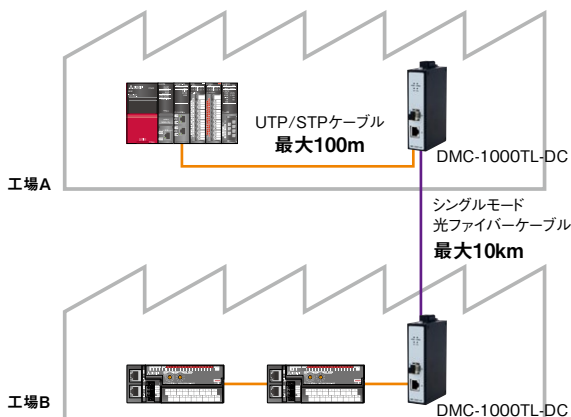 UTP/STPケーブル
最大100m
DMC-1000TL-DC
工場A
シングルモード
光ファイバーケーブル
最大10km
工場B
DMC-1000TL-DC